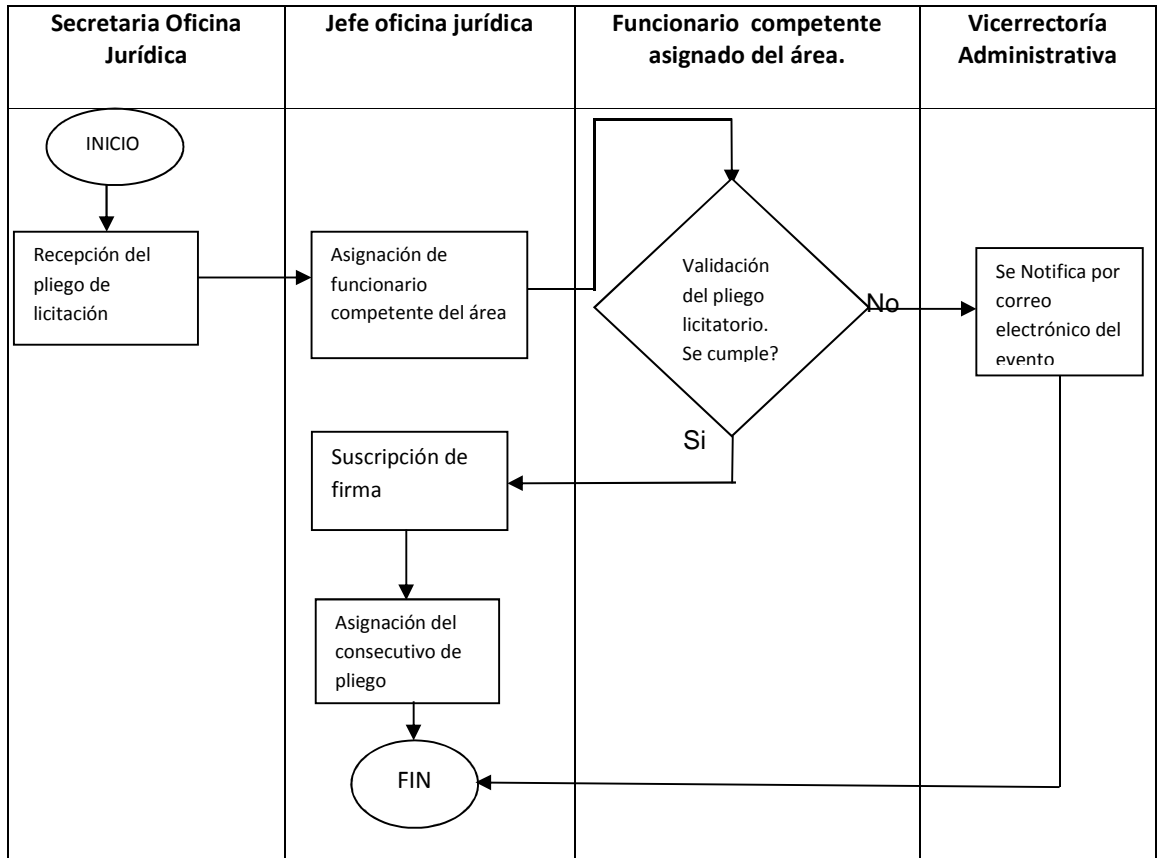 Secretaria Oficina
Jurídica
Jefe oficina jurídica
Funcionario competente
asignado del área.
Vicerrectoría
Administrativa
INICIO
Recepción del
pliego de
licitación
Asignación de
funcionario
competente del área
Validación
del pliego
licitatorio.
Se cumple?
No
Se Notifica por
correo
electrónico del
evento
Si
Suscripción de
firma
Asignación del
consecutivo de
pliego
FIN